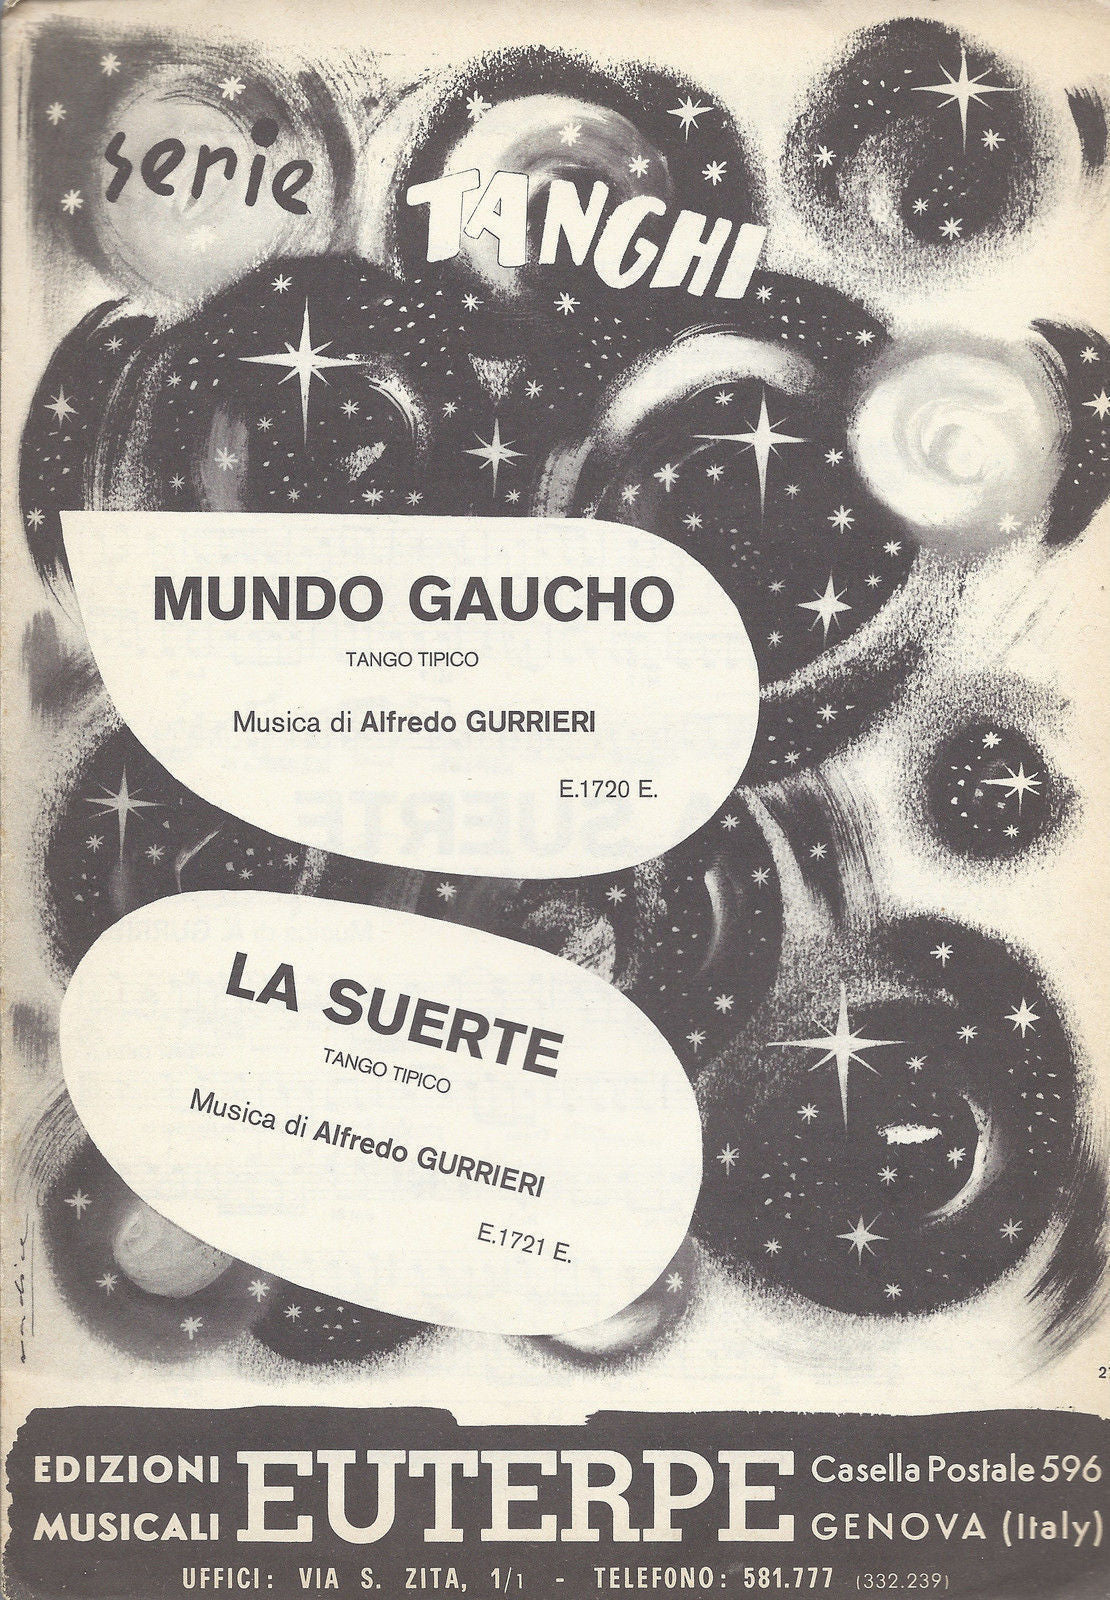 serie
TANGHI
MUNDO GAUCHO
TANGO TIPICO
Musica di Alfredo GURRIERI
E.1720 E.
LA SUERTE
TANGO TIPICO
Musica di Alfredo GURRIERI
E.1721 E.
27
EDIZIONI MUSICALI
EUTERPE
Casella Postale 596
GENOVA (Italy)
UFFICI: VIA S. ZITA, 1/1 - TELEFONO: 581.777 (332.239)